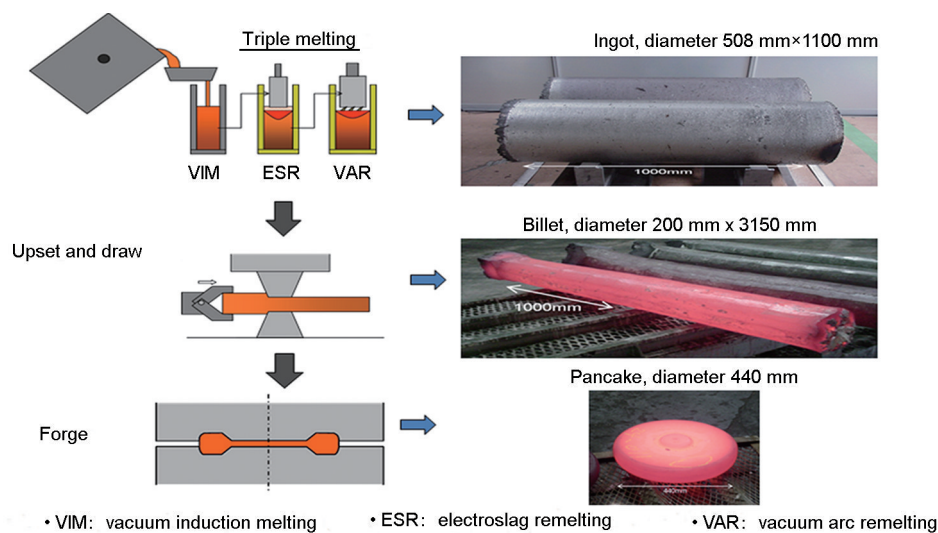 Triple melting
Ingot, diameter 508 mm×1100 mm
1000mm
VIM ESR VAR
Billet, diameter 200 mm x 3150 mm
Upset and draw
1000mm
Pancake, diameter 440 mm
Forge
440mm
• VIM: vacuum induction melting • ESR: electroslag remelting • VAR: vacuum arc remelting